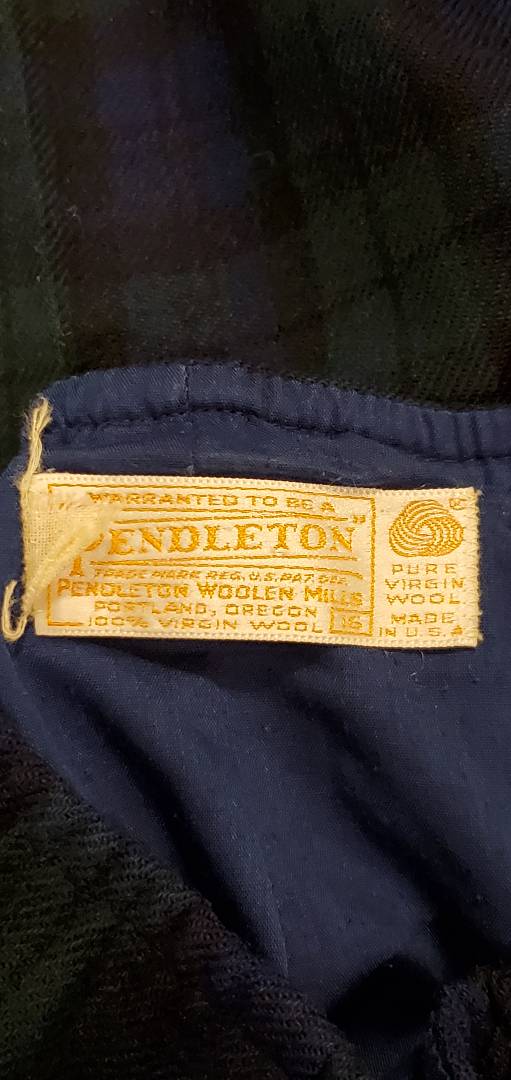 "WARRANTED TO BE A
PENDLETON"
TRADE MARK REG. U.S. PAT. OFF.
PENDLETON WOOLEN MILLS
PORTLAND, OREGON
100% VIRGIN WOOL 16
®
PURE
VIRGIN
WOOL
MADE
IN U.S.A